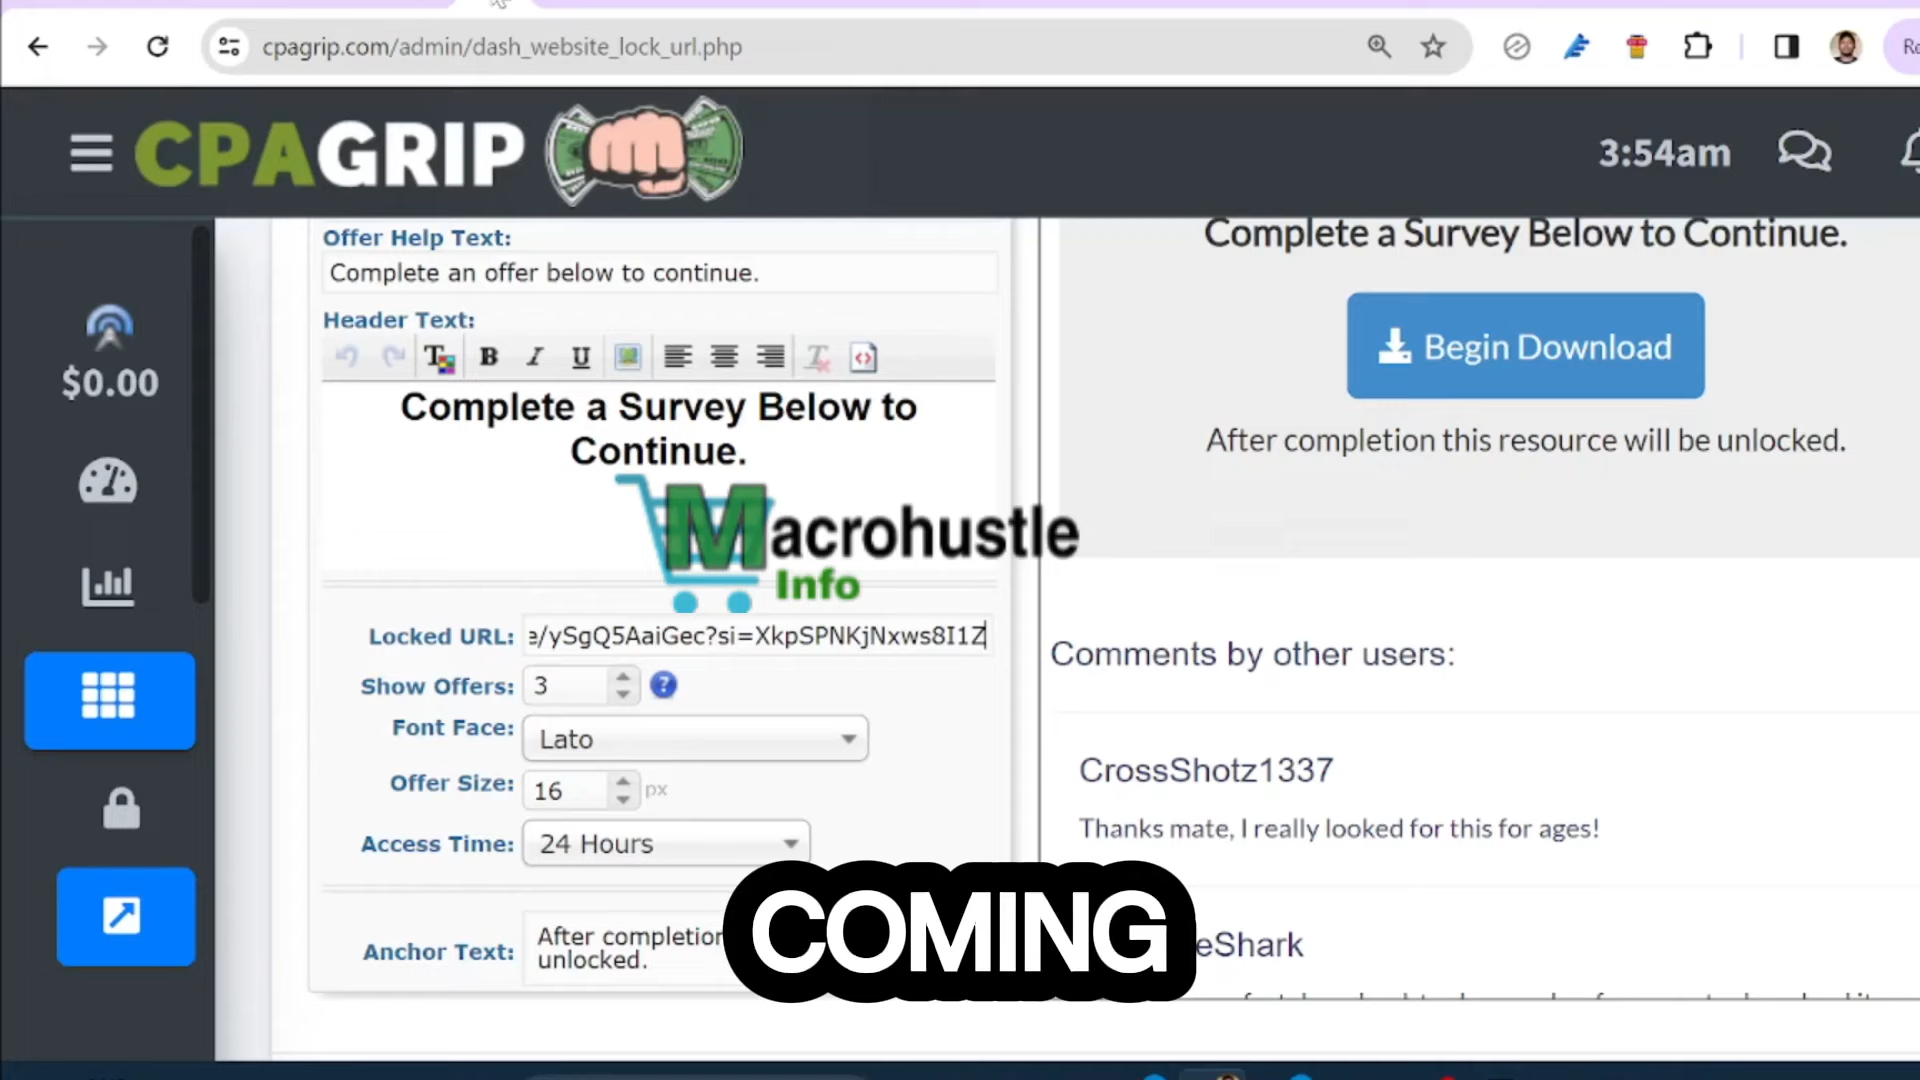 cpagrip.com/admin/dash_website_lock_url.php
CPAGRIP
3:54am
$0.00
Offer Help Text:
Complete an offer below to continue.
Header Text:
B I U
Complete a Survey Below to
Continue.
Macrohustle
Info
Locked URL: e/ySgQ5AaiGec?si=XkpSPNKjNxws8I1Z
Show Offers: 3
Font Face: Lato
Offer Size: 16 px
Access Time: 24 Hours
Anchor Text: After completion
unlocked.
Complete a Survey Below to Continue.
Begin Download
After completion this resource will be unlocked.
Comments by other users:
CrossShotz1337
Thanks mate, I really looked for this for ages!
eShark
COMING